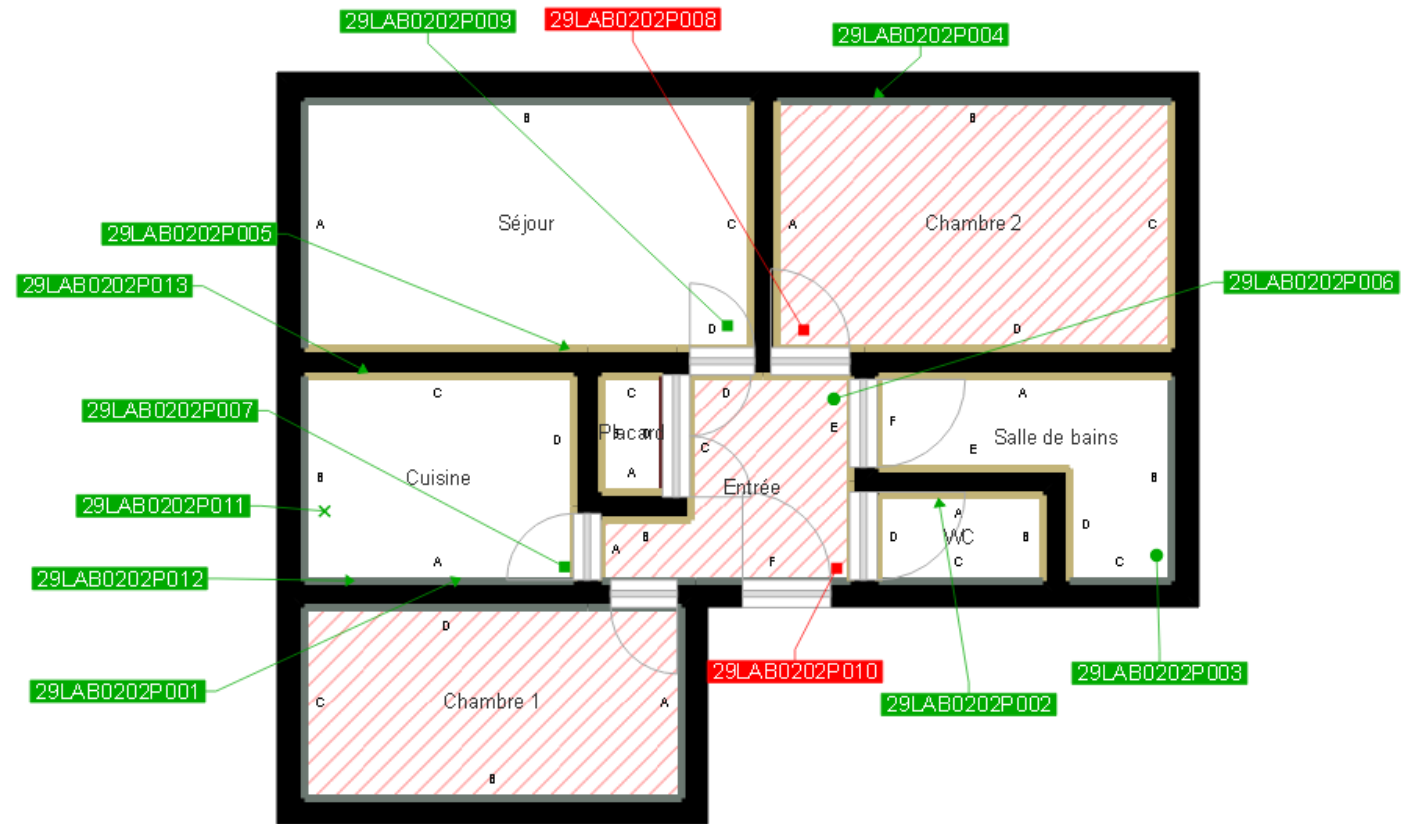 29LAB0202P009
29LAB0202P008
29LAB0202P004
B
B
A
Séjour
C
A
Chambre 2
C
29LAB0202P005
29LAB0202P013
29LAB0202P006
D
D
C
C
D
A
29LAB0202P007
D
Placard
D
E
F
Salle de bains
E
C
B
Cuisine
A
Entrée
B
29LAB0202P011
A
WC
D
B
C
D
B
A
A
F
C
29LAB0202P012
D
29LAB0202P001
C
Chambre 1
A
29LAB0202P010
29LAB0202P002
29LAB0202P003
B